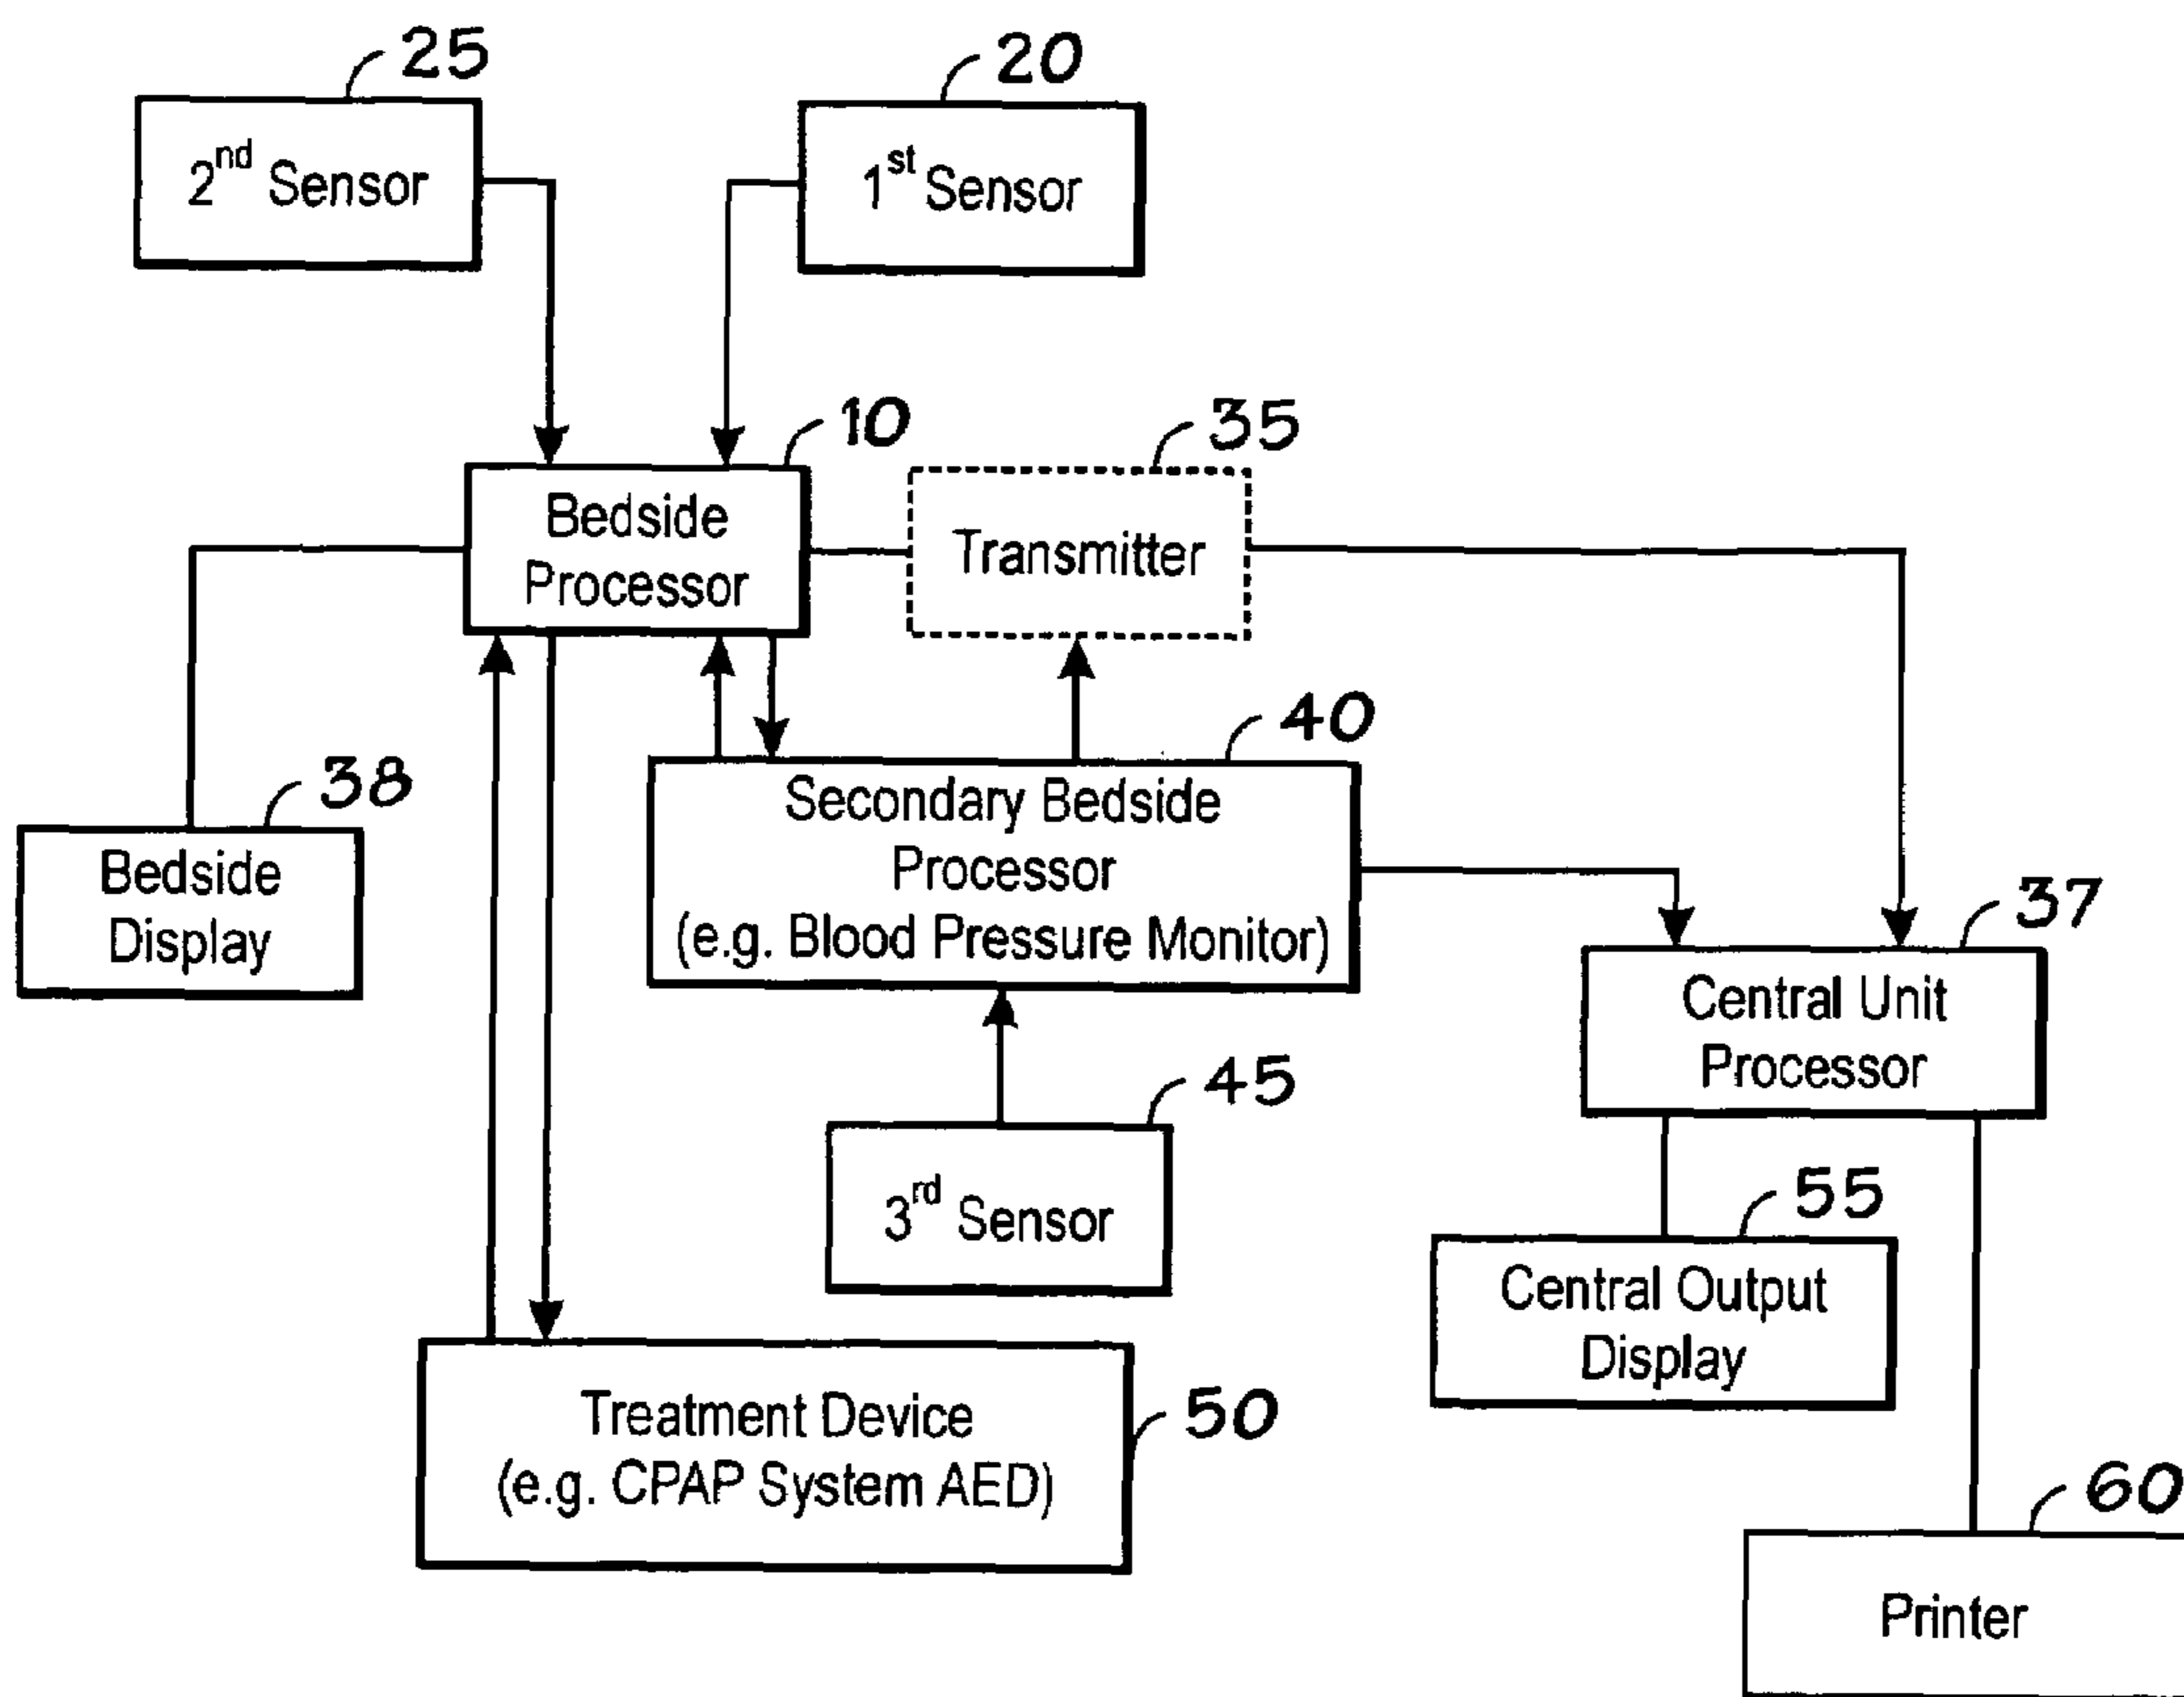 25
20
2nd Sensor
1st Sensor
10
35
Bedside
Processor
Transmitter
40
38
Secondary Bedside
Processor
(e.g. Blood Pressure Monitor)
Bedside
Display
37
Central Unit
Processor
45
3rd Sensor
55
Central Output
Display
Treatment Device
(e.g. CPAP System AED)
50
60
Printer